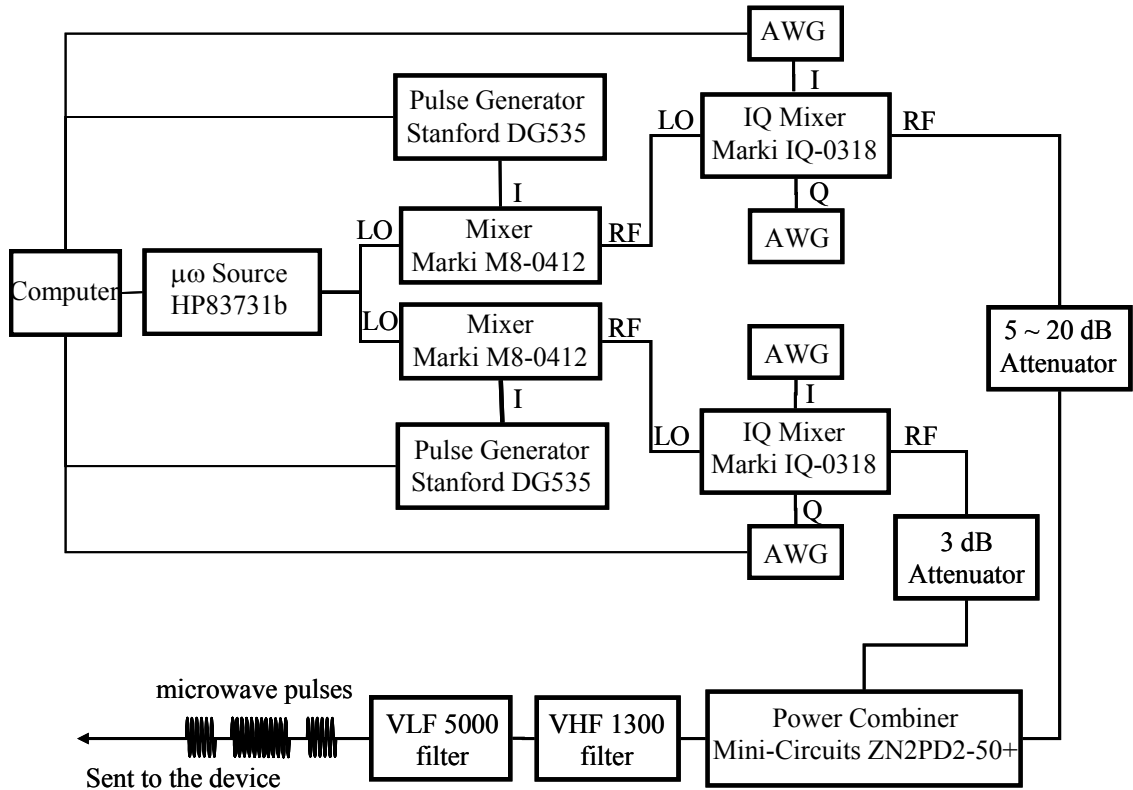 AWG
I
Pulse Generator
Stanford DG535
LO
IQ Mixer
Marki IQ-0318
RF
I
Q
LO
Mixer
Marki M8-0412
RF
AWG
Computer
μω Source
HP83731b
LO
Mixer
Marki M8-0412
RF
AWG
5 ~ 20 dB
Attenuator
I
I
Pulse Generator
Stanford DG535
LO
IQ Mixer
Marki IQ-0318
RF
Q
AWG
3 dB
Attenuator
microwave pulses
VLF 5000
filter
VHF 1300
filter
Power Combiner
Mini-Circuits ZN2PD2-50+
Sent to the device